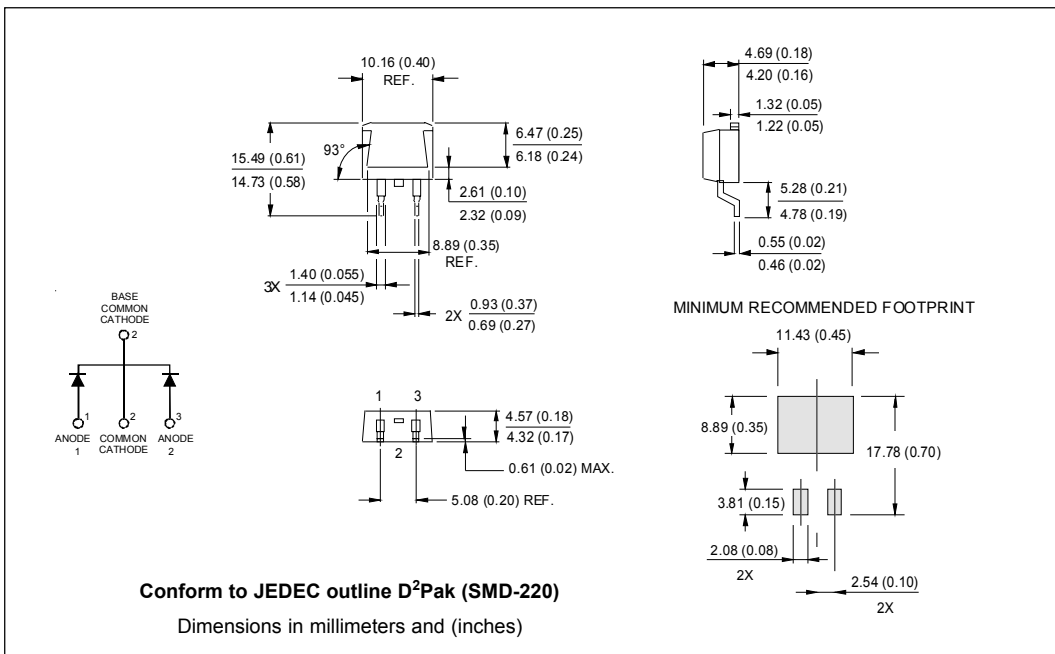 10.16 (0.40)
REF.
15.49 (0.61)
14.73 (0.58)
93°
6.47 (0.25)
6.18 (0.24)
2.61 (0.10)
2.32 (0.09)
8.89 (0.35)
REF.
3X
1.40 (0.055)
1.14 (0.045)
2X
0.93 (0.37)
0.69 (0.27)
4.69 (0.18)
4.20 (0.16)
1.32 (0.05)
1.22 (0.05)
5.28 (0.21)
4.78 (0.19)
0.55 (0.02)
0.46 (0.02)
BASE
COMMON
CATHODE
2
1
2
3
ANODE
1
COMMON
CATHODE
ANODE
2
1
3
2
4.57 (0.18)
4.32 (0.17)
0.61 (0.02) MAX.
5.08 (0.20) REF.
MINIMUM RECOMMENDED FOOTPRINT
11.43 (0.45)
8.89 (0.35)
17.78 (0.70)
3.81 (0.15)
2.08 (0.08)
2X
2.54 (0.10)
2X
Conform to JEDEC outline D²Pak (SMD-220)
Dimensions in millimeters and (inches)